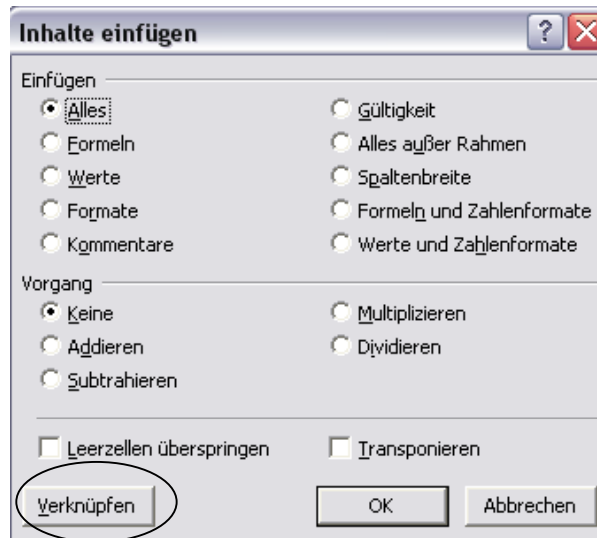 Inhalte einfügen
Einfügen
Alles
Gültigkeit
Formeln
Alles außer Rahmen
Werte
Spaltenbreite
Formate
Formeln und Zahlenformate
Kommentare
Werte und Zahlenformate
Vorgang
Keine
Multiplizieren
Addieren
Dividieren
Subtrahieren
Leerzellen überspringen
Transponieren
Verknüpfen
OK
Abbrechen